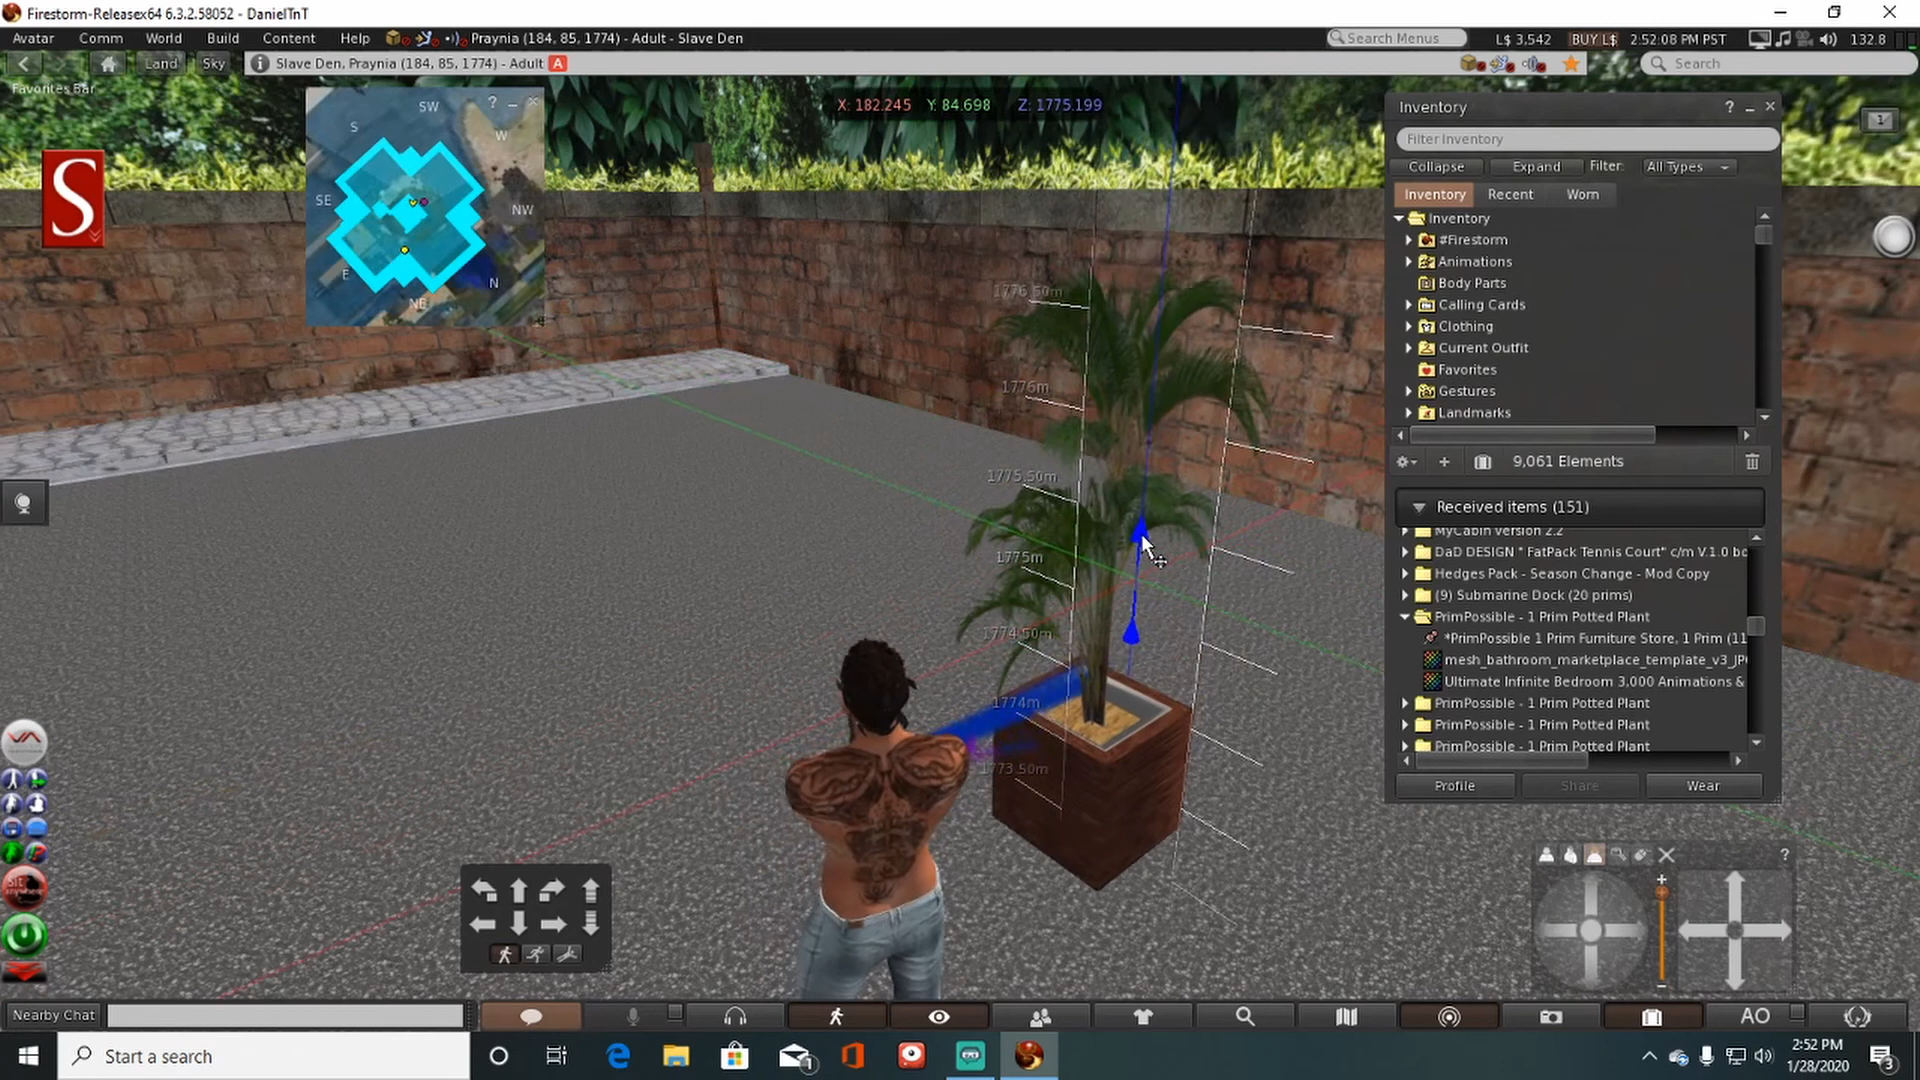 Firestorm-Releasex64 6.3.2.58052 - DanielTnT
Avatar Comm World Build Content Help Praynia (184, 85, 1774) - Adult - Slave Den Search Menus L$ 3,542 BUY L$ 2:52:08 PM PST 132.8
Land Sky Slave Den, Praynia (184, 85, 1774) - Adult A Search
Favorites Bar
X: 182.245 Y: 84.698 Z: 1775.199
SW
S
W
SE
NW
E
N
NE
? _ ×
S
1
Inventory ? _ ×
Filter Inventory
Collapse Expand Filter: All Types
Inventory Recent Worn
Inventory
#Firestorm
Animations
Body Parts
Calling Cards
Clothing
Current Outfit
Favorites
Gestures
Landmarks
9,061 Elements
Received items (151)
MyCabin version 2.2
DaD DESIGN " FatPack Tennis Court" c/m V.1.0 bo
Hedges Pack - Season Change - Mod Copy
(9) Submarine Dock (20 prims)
PrimPossible - 1 Prim Potted Plant
*PrimPossible 1 Prim Furniture Store, 1 Prim (11
mesh_bathroom_marketplace_template_v3_JP
Ultimate Infinite Bedroom 3,000 Animations &
PrimPossible - 1 Prim Potted Plant
PrimPossible - 1 Prim Potted Plant
PrimPossible - 1 Prim Potted Plant
Profile Share Wear
1776.50m
1776m
1775.50m
1775m
1774.50m
1774m
1773.50m
?
Nearby Chat
AO
Start a search
2:52 PM
1/28/2020
1
3